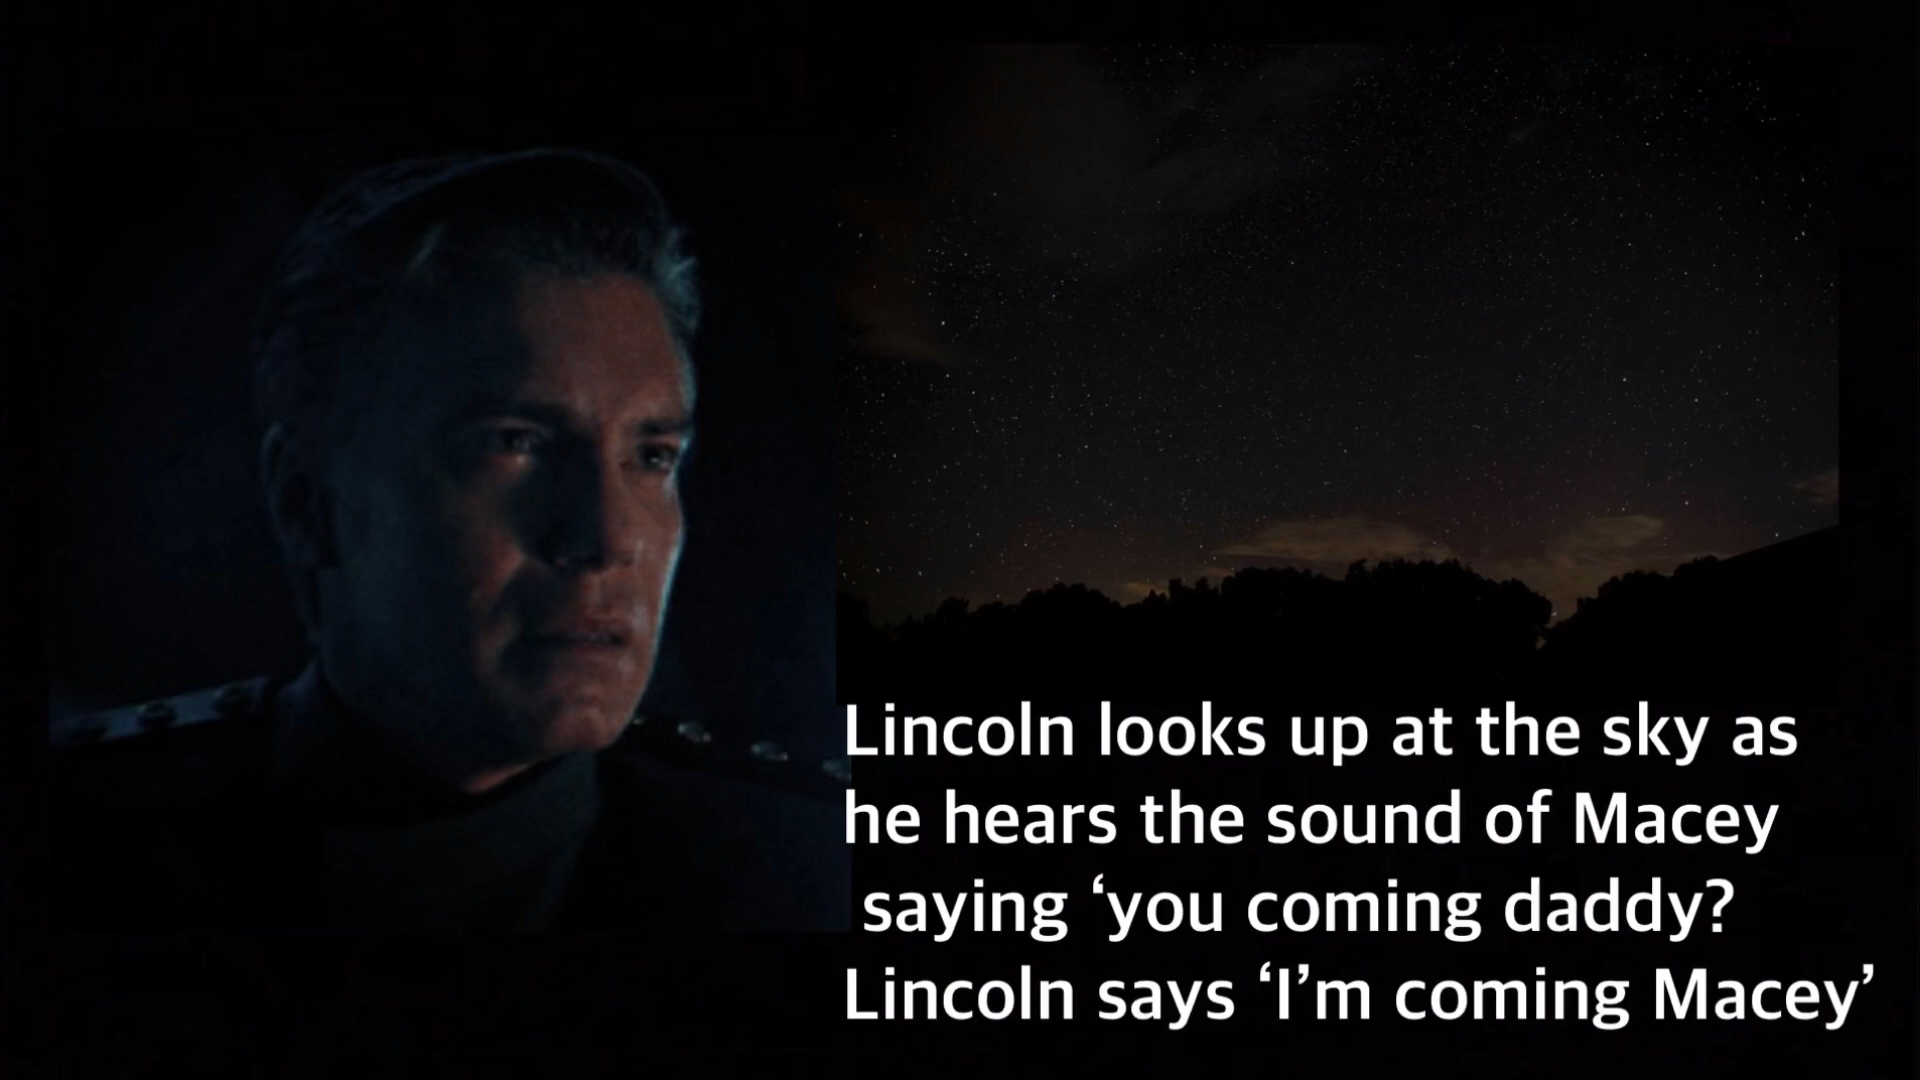 Lincoln looks up at the sky as
he hears the sound of Macey
saying ‘you coming daddy?
Lincoln says ‘I’m coming Macey’